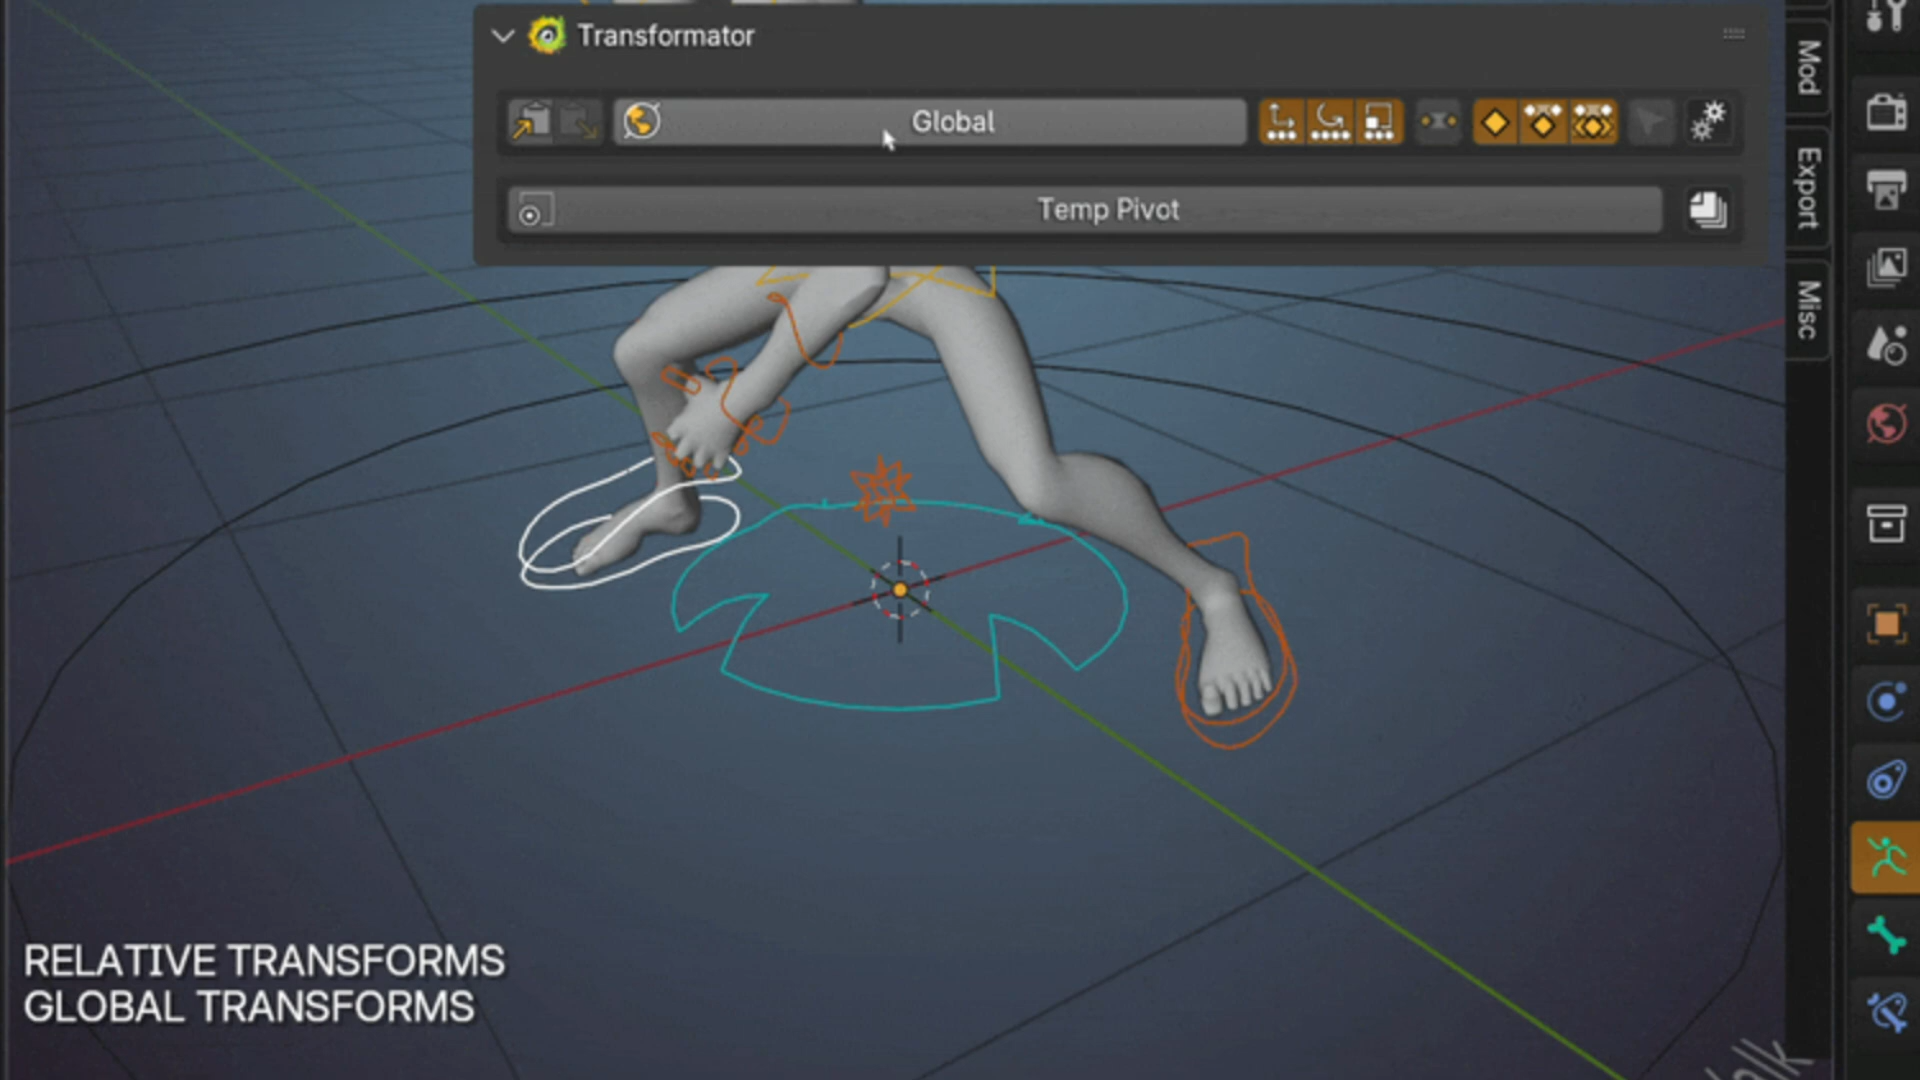 Transformator
Global
Temp Pivot
Mod
Export
Misc
RELATIVE TRANSFORMS
GLOBAL TRANSFORMS